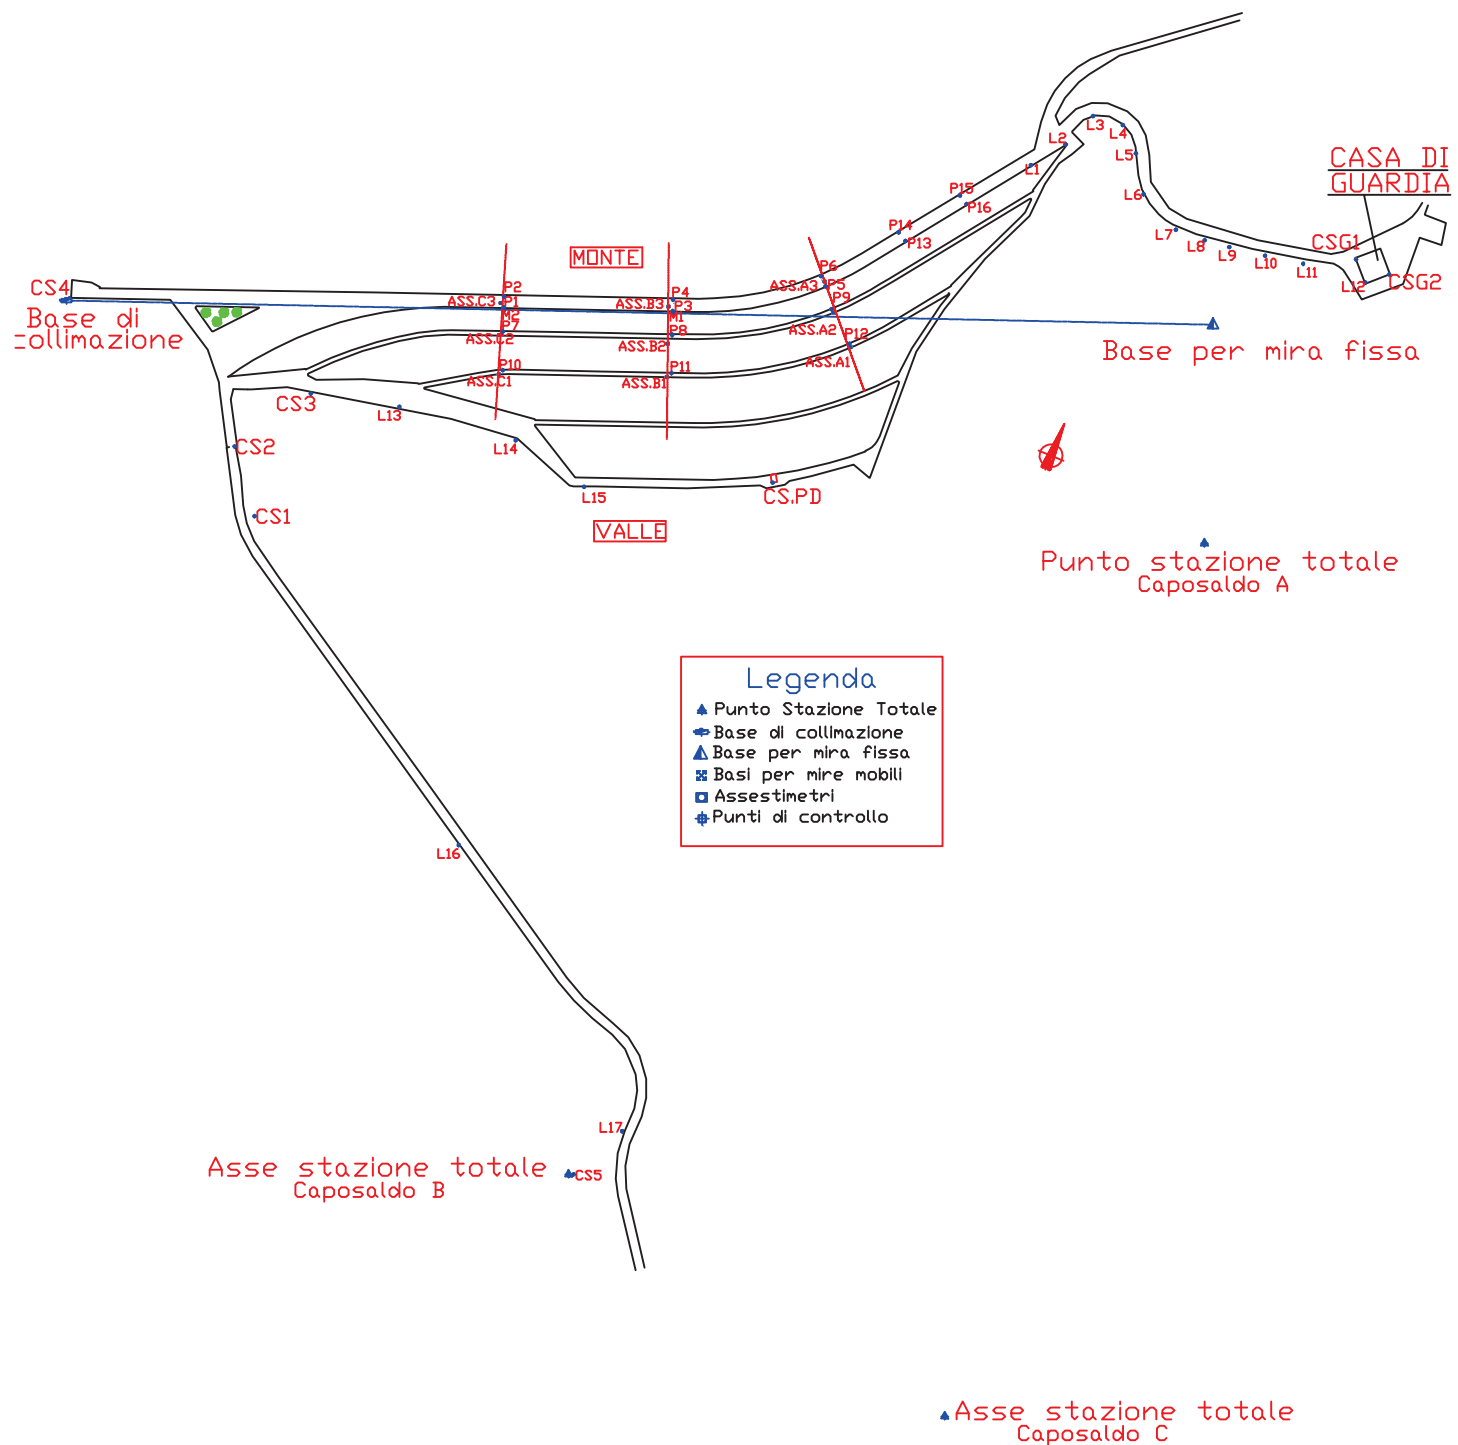 L3
L4
L2
L5
CASA DI
GUARDIA
L1
P15
P16
L6
P14
P13
L7
L8
L9
CSG1
L10
L11
L12
CSG2
MONTE
P6
ASS.A3
P5
P9
CS4
P2
ASS.C3
P1
M2
P7
ASS.C2
P4
ASS.B3
P3
M1
P8
ASS.B2
ASS.A2
P12
ASS.A1
Base di
collimazione
Base per mira fissa
P10
ASS.C1
P11
ASS.B1
CS3
L13
CS2
L14
L15
CS.PD
CS1
VALLE
Punto stazione totale
Caposaldo A
Legenda
Punto Stazione Totale
Base di collimazione
Base per mira fissa
Basi per mire mobili
Assestimetri
Punti di controllo
L16
L17
Asse stazione totale
Caposaldo B
CS5
Asse stazione totale
Caposaldo C